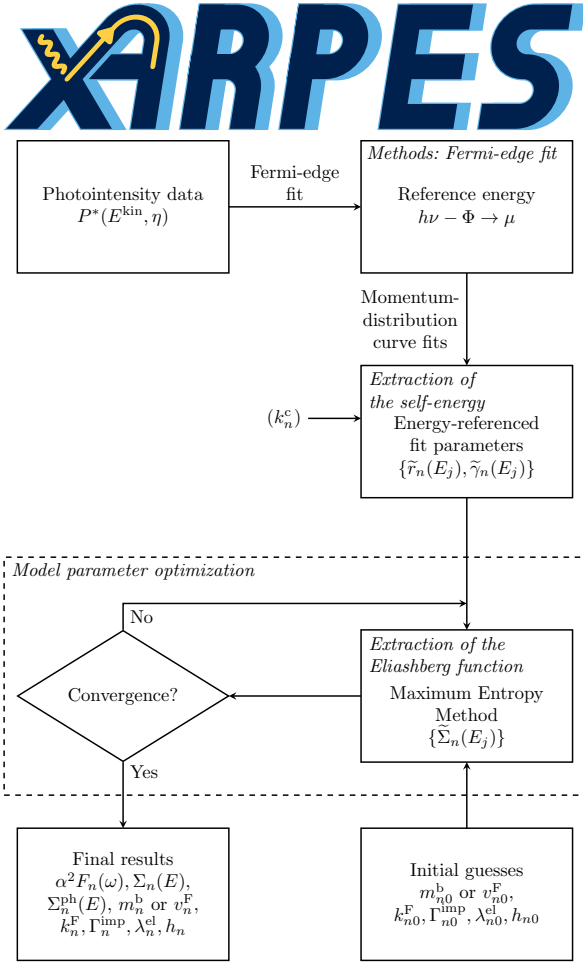 xARPES
Photointensity data
P*(E^kin, η)
Fermi-edge
fit
Methods: Fermi-edge fit
Reference energy
hν − Φ → μ
Momentum-
distribution
curve fits
(k_n^c)
Extraction of
the self-energy
Energy-referenced
fit parameters
{r̃_n(E_j), γ̃_n(E_j)}
Model parameter optimization
No
Convergence?
Yes
Extraction of the
Eliashberg function
Maximum Entropy
Method
{Σ̃_n(E_j)}
Final results
α²F_n(ω), Σ_n(E),
Σ_n^ph(E), m_n^b or v_n^F,
k_n^F, Γ_n^imp, λ_n^el, h_n
Initial guesses
m_n0^b or v_n0^F,
k_n0^F, Γ_n0^imp, λ_n0^el, h_n0